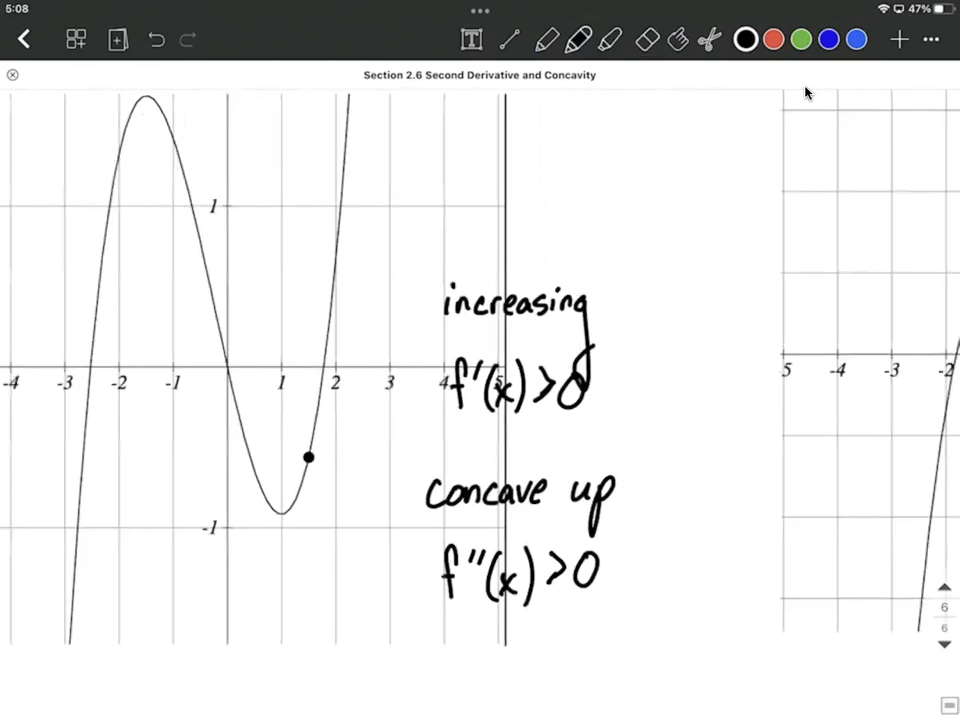 5:08
47%
T
Section 2.6 Second Derivative and Concavity
1
increasing
-4 -3 -2 -1 1 2 3 4 5
5 -4 -3 -2
f'(x) > 0
concave up
-1
f''(x) > 0
6
6